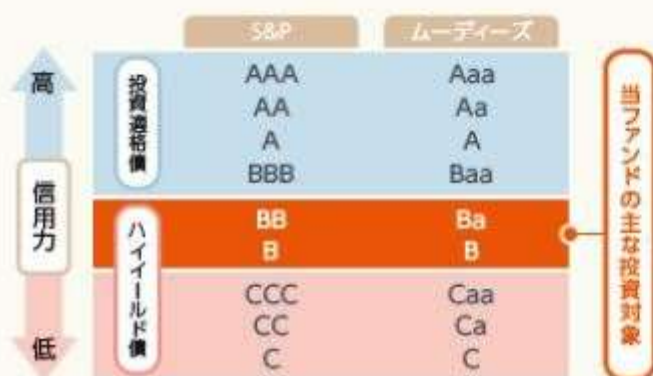 S&P ムーディーズ
高
信用力
低
投資適格債
AAA Aaa
AA Aa
A A
BBB Baa
ハイイールド債
BB Ba
B B
CCC Caa
CC Ca
C C
当ファンドの主な投資対象